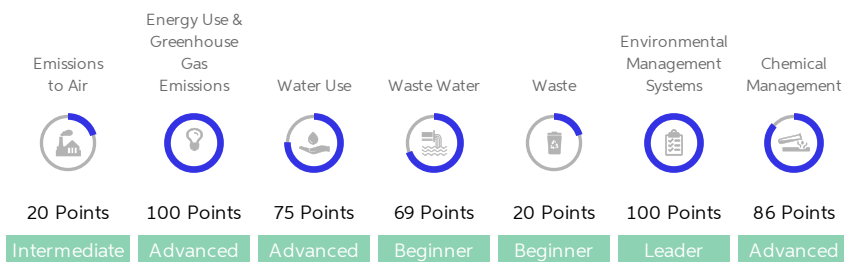 Emissions
to Air
Energy Use &
Greenhouse
Gas
Emissions
Water Use
Waste Water
Waste
Environmental
Management
Systems
Chemical
Management
20 Points
100 Points
75 Points
69 Points
20 Points
100 Points
86 Points
Intermediate
Advanced
Advanced
Beginner
Beginner
Leader
Advanced